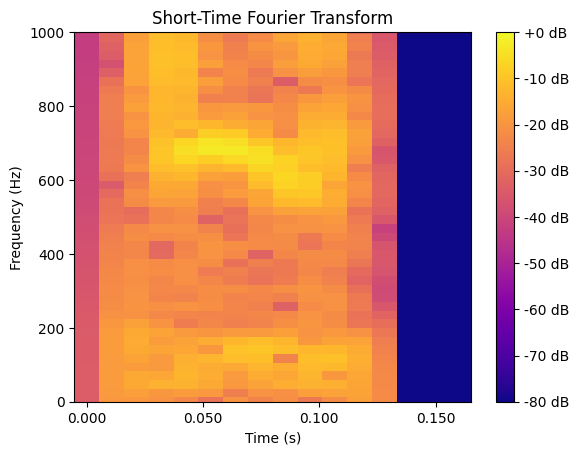 Short-Time Fourier Transform
1000
800
600
400
200
0
Frequency (Hz)
0.000
0.050
0.100
0.150
Time (s)
+0 dB
-10 dB
-20 dB
-30 dB
-40 dB
-50 dB
-60 dB
-70 dB
-80 dB